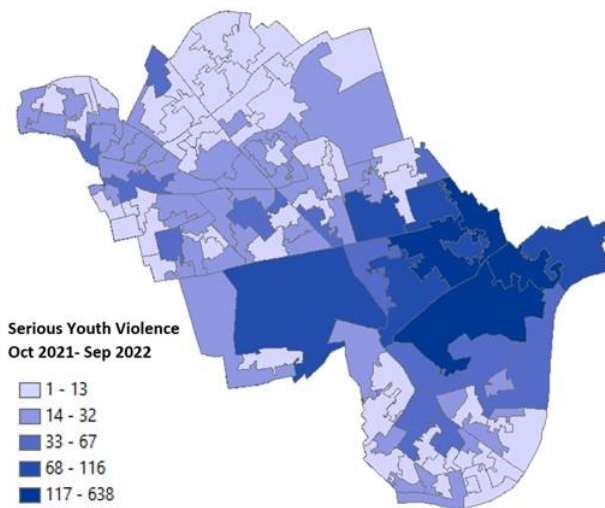 Serious Youth Violence
Oct 2021- Sep 2022
1 - 13
14 - 32
33 - 67
68 - 116
117 - 638